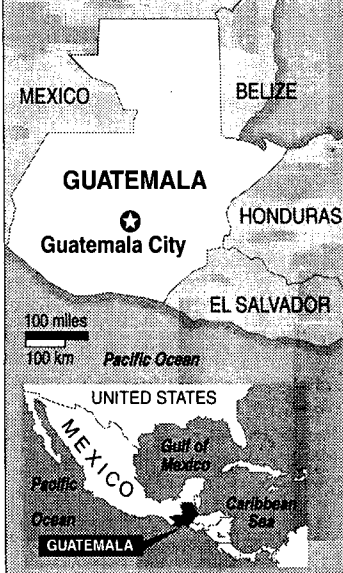 MEXICO
BELIZE
GUATEMALA
Guatemala City
HONDURAS
EL SALVADOR
100 miles
100 km
Pacific Ocean
UNITED STATES
MEXICO
Gulf of
Mexico
Pacific
Ocean
Caribbean
Sea
GUATEMALA